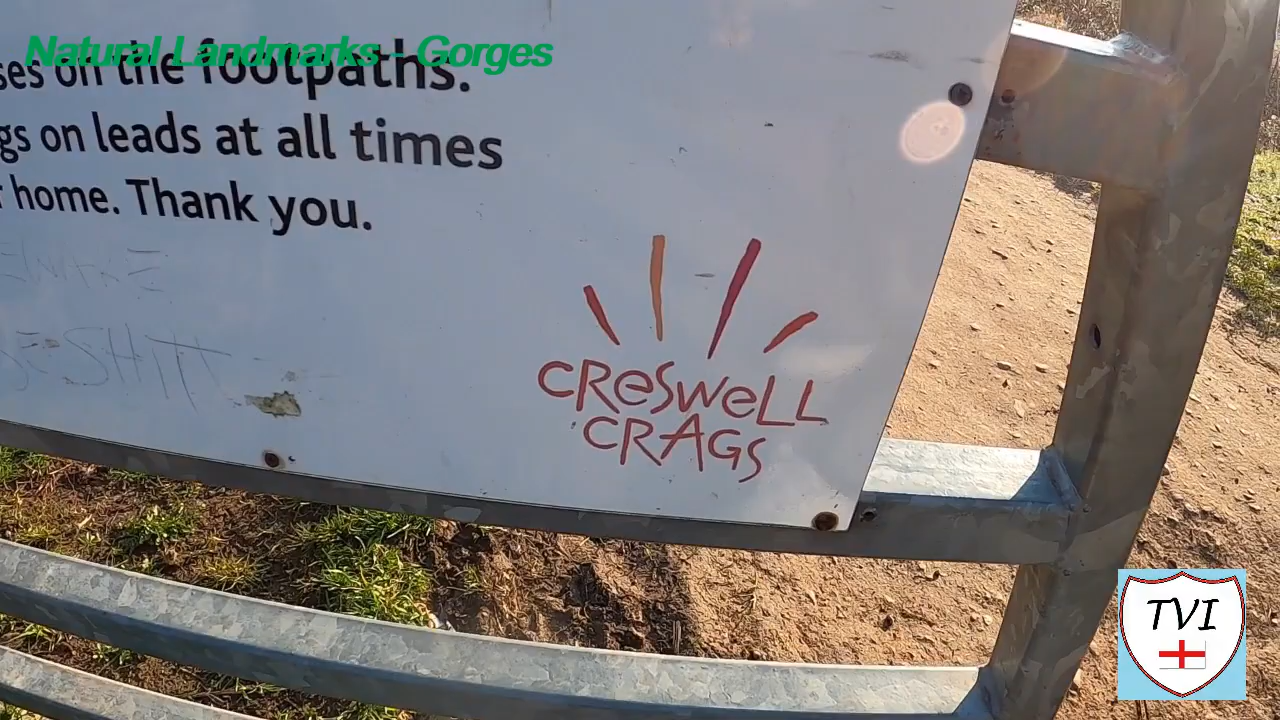 Natural Landmarks - Gorges
ses on the footpaths.
gs on leads at all times
r home. Thank you.
CReSWeLL
CRAGS
TVI